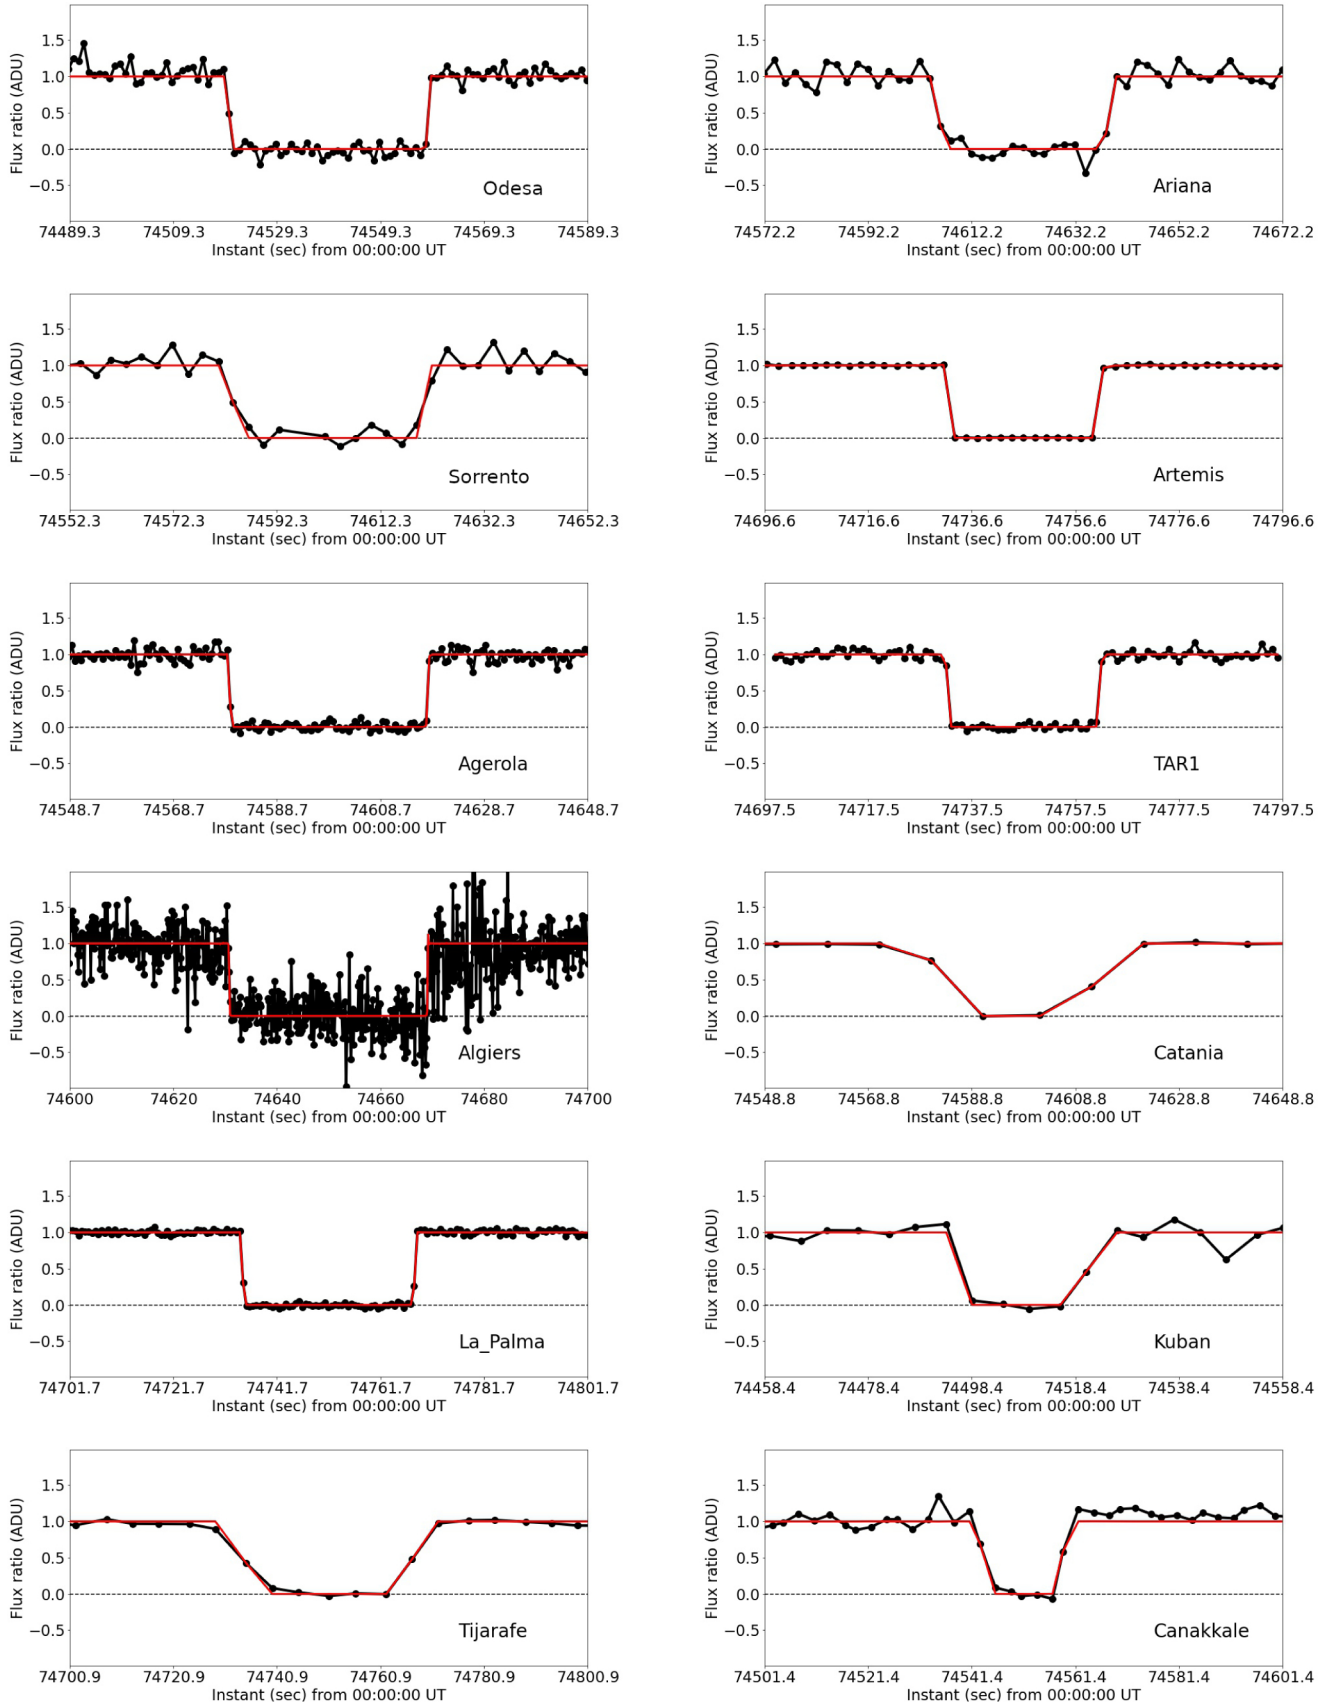 1.5
1.0
0.5
0.0
−0.5
Flux ratio (ADU)
Odesa
74489.3 74509.3 74529.3 74549.3 74569.3 74589.3
Instant (sec) from 00:00:00 UT
1.5
1.0
0.5
0.0
−0.5
Flux ratio (ADU)
Ariana
74572.2 74592.2 74612.2 74632.2 74652.2 74672.2
Instant (sec) from 00:00:00 UT
1.5
1.0
0.5
0.0
−0.5
Flux ratio (ADU)
Sorrento
74552.3 74572.3 74592.3 74612.3 74632.3 74652.3
Instant (sec) from 00:00:00 UT
1.5
1.0
0.5
0.0
−0.5
Flux ratio (ADU)
Artemis
74696.6 74716.6 74736.6 74756.6 74776.6 74796.6
Instant (sec) from 00:00:00 UT
1.5
1.0
0.5
0.0
−0.5
Flux ratio (ADU)
Agerola
74548.7 74568.7 74588.7 74608.7 74628.7 74648.7
Instant (sec) from 00:00:00 UT
1.5
1.0
0.5
0.0
−0.5
Flux ratio (ADU)
TAR1
74697.5 74717.5 74737.5 74757.5 74777.5 74797.5
Instant (sec) from 00:00:00 UT
1.5
1.0
0.5
0.0
−0.5
Flux ratio (ADU)
Algiers
74600 74620 74640 74660 74680 74700
Instant (sec) from 00:00:00 UT
1.5
1.0
0.5
0.0
−0.5
Flux ratio (ADU)
Catania
74548.8 74568.8 74588.8 74608.8 74628.8 74648.8
Instant (sec) from 00:00:00 UT
1.5
1.0
0.5
0.0
−0.5
Flux ratio (ADU)
La_Palma
74701.7 74721.7 74741.7 74761.7 74781.7 74801.7
Instant (sec) from 00:00:00 UT
1.5
1.0
0.5
0.0
−0.5
Flux ratio (ADU)
Kuban
74458.4 74478.4 74498.4 74518.4 74538.4 74558.4
Instant (sec) from 00:00:00 UT
1.5
1.0
0.5
0.0
−0.5
Flux ratio (ADU)
Tijarafe
74700.9 74720.9 74740.9 74760.9 74780.9 74800.9
Instant (sec) from 00:00:00 UT
1.5
1.0
0.5
0.0
−0.5
Flux ratio (ADU)
Canakkale
74501.4 74521.4 74541.4 74561.4 74581.4 74601.4
Instant (sec) from 00:00:00 UT